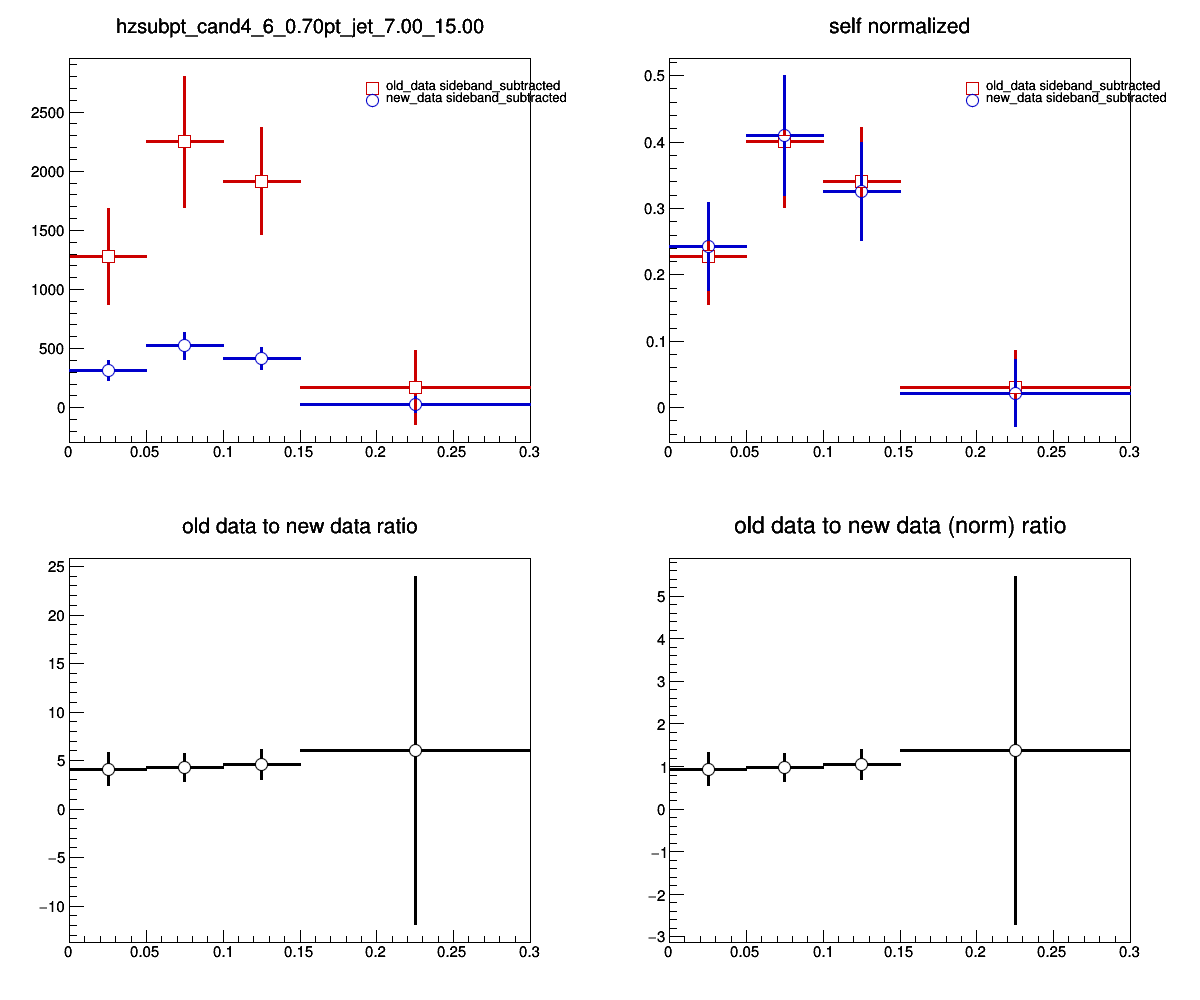 hzsubpt_cand4_6_0.70pt_jet_7.00_15.00
old_data sideband_subtracted
new_data sideband_subtracted
2500
2000
1500
1000
500
0
0 0.05 0.1 0.15 0.2 0.25 0.3
self normalized
old_data sideband_subtracted
new_data sideband_subtracted
0.5
0.4
0.3
0.2
0.1
0
0 0.05 0.1 0.15 0.2 0.25 0.3
old data to new data ratio
25
20
15
10
5
0
−5
−10
0 0.05 0.1 0.15 0.2 0.25 0.3
old data to new data (norm) ratio
5
4
3
2
1
0
−1
−2
−3
0 0.05 0.1 0.15 0.2 0.25 0.3